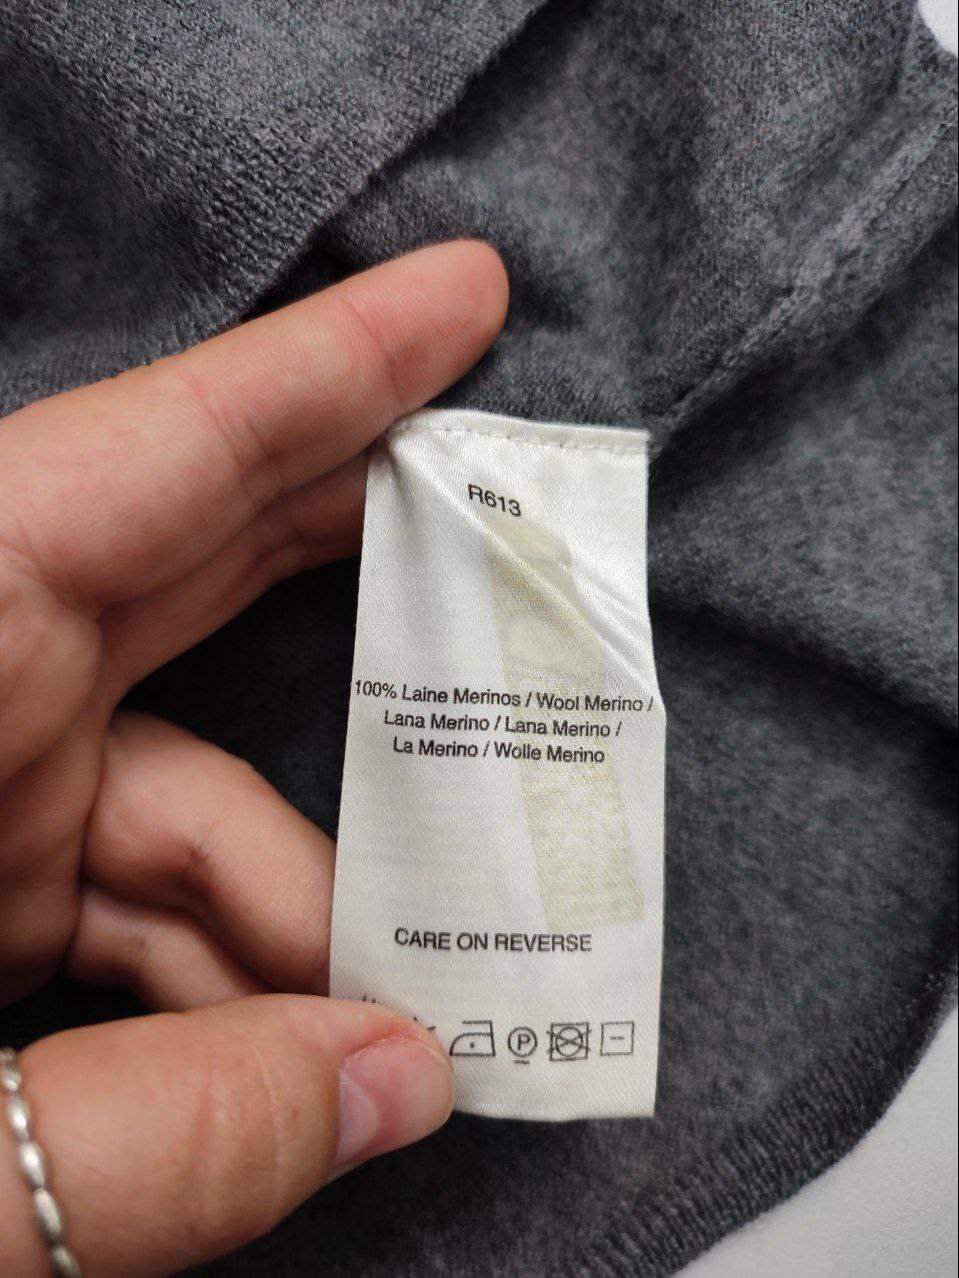 R613
100% Laine Merinos / Wool Merino /
Lana Merino / Lana Merino /
La Merino / Wolle Merino
CARE ON REVERSE
P